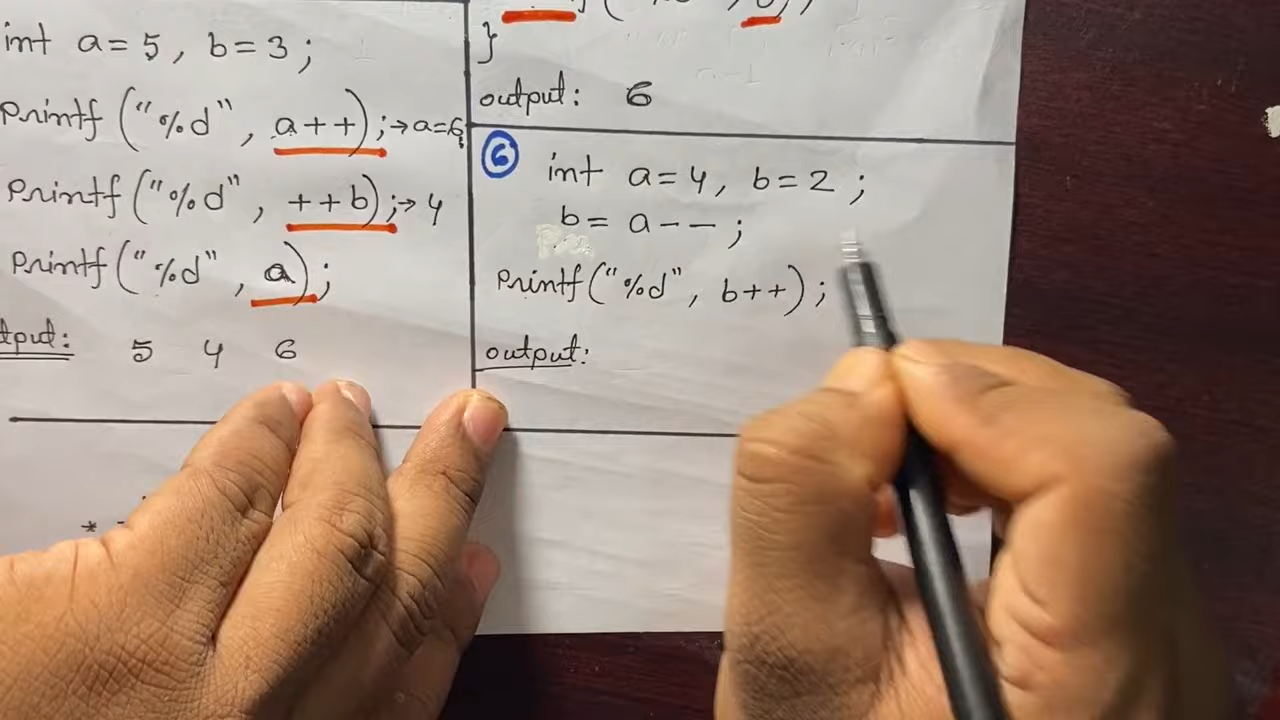 int a=5, b=3;
Printf("%d", a++); → a=6;
Printf("%d", ++b); → 4
Printf("%d", a);
tput: 5 4 6
}
output: 6
6
int a=4, b=2;
b= a--;
Printf("%d", b++);
output:
*